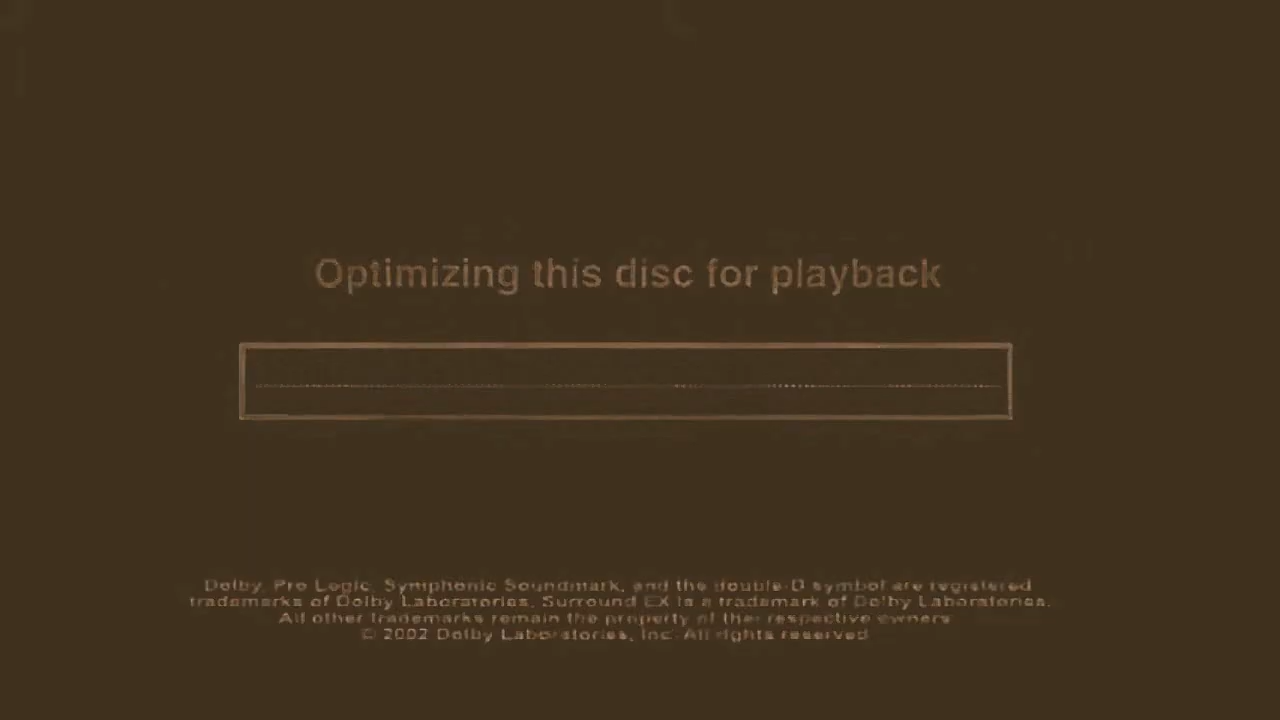 Optimizing this disc for playback
Dolby, Pro Logic, Symphonic Soundmark, and the double-D symbol are registered
trademarks of Dolby Laboratories. Surround EX is a trademark of Dolby Laboratories.
All other trademarks remain the property of their respective owners
© 2002 Dolby Laboratories, Inc. All rights reserved